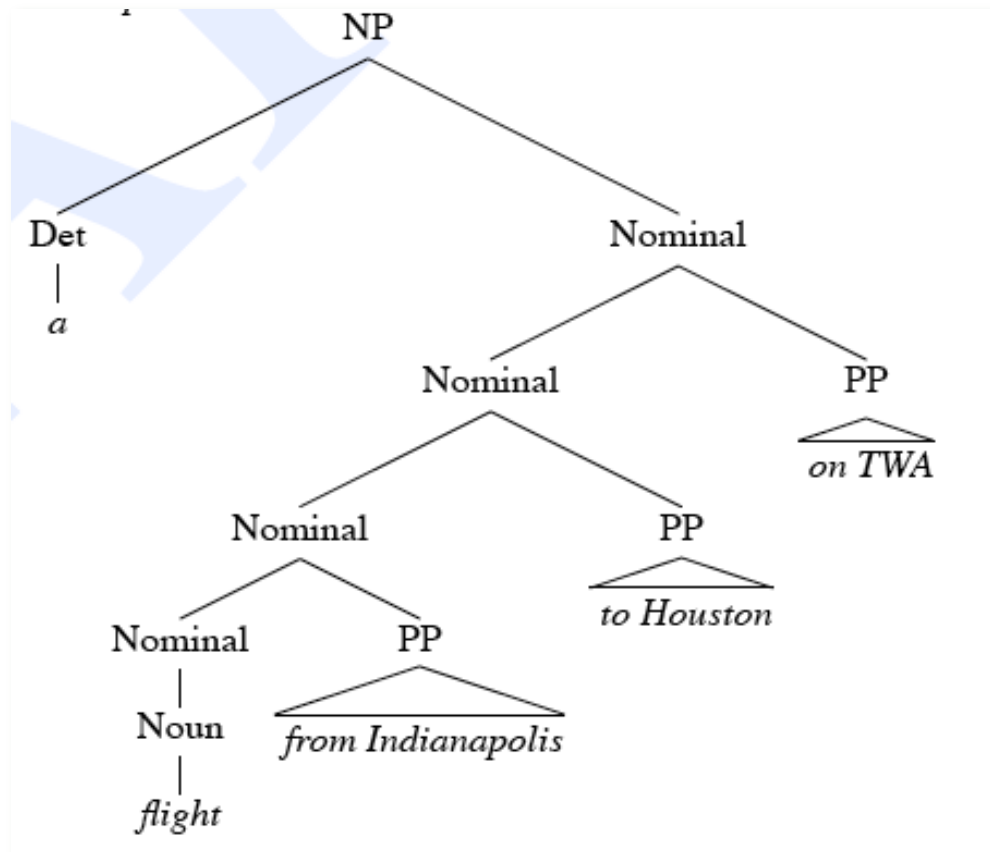 NP
Det
Nominal
a
Nominal
PP
on TWA
Nominal
PP
to Houston
Nominal
PP
Noun
from Indianapolis
flight